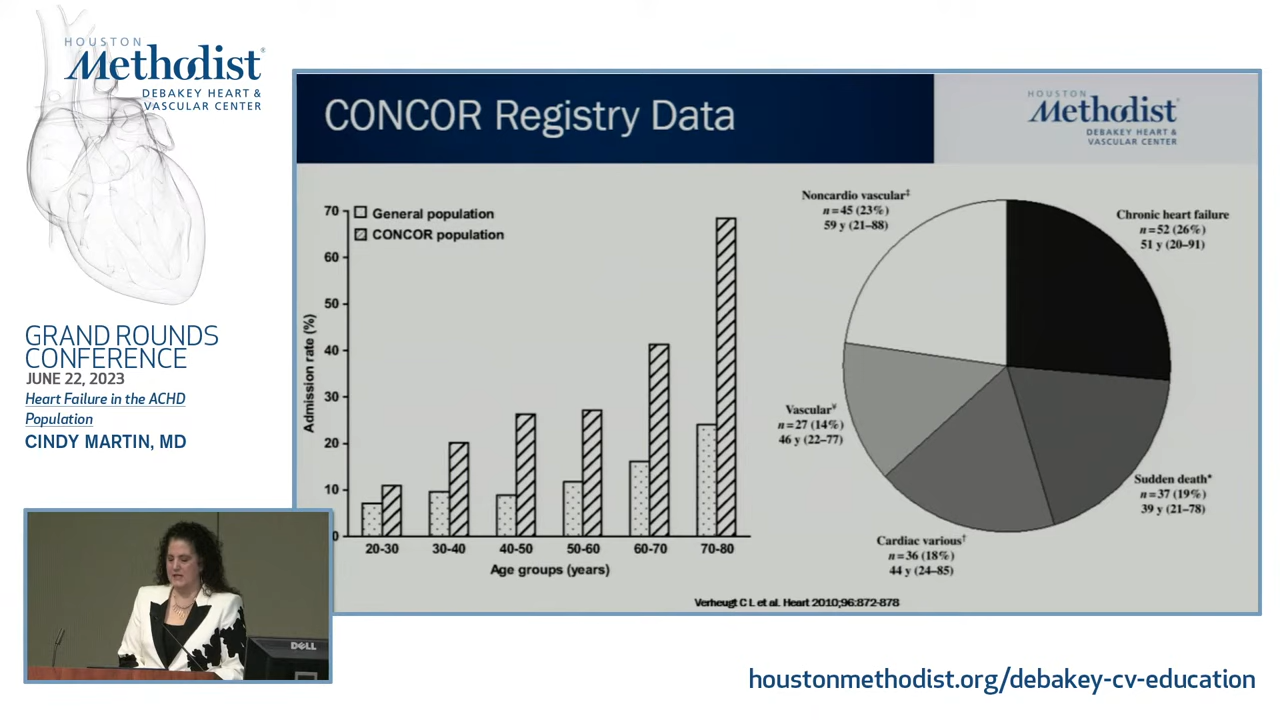 HOUSTON
Methodist®
DEBAKEY HEART &
VASCULAR CENTER
GRAND ROUNDS
CONFERENCE
JUNE 22, 2023
Heart Failure in the ACHD
Population
CINDY MARTIN, MD
DELL
CONCOR Registry Data
HOUSTON
Methodist
DEBAKEY HEART &
VASCULAR CENTER
General population
CONCOR population
Admission rate (%)
70
60
50
40
30
20
10
0
20-30 30-40 40-50 50-60 60-70 70-80
Age groups (years)
Noncardio vascular‡
n=45 (23%)
59 y (21–88)
Chronic heart failure
n=52 (26%)
51 y (20–91)
Vascular¥
n=27 (14%)
46 y (22–77)
Sudden death*
n=37 (19%)
39 y (21–78)
Cardiac various†
n=36 (18%)
44 y (24–85)
Verheugt C L et al. Heart 2010;96:872-878
houstonmethodist.org/debakey-cv-education